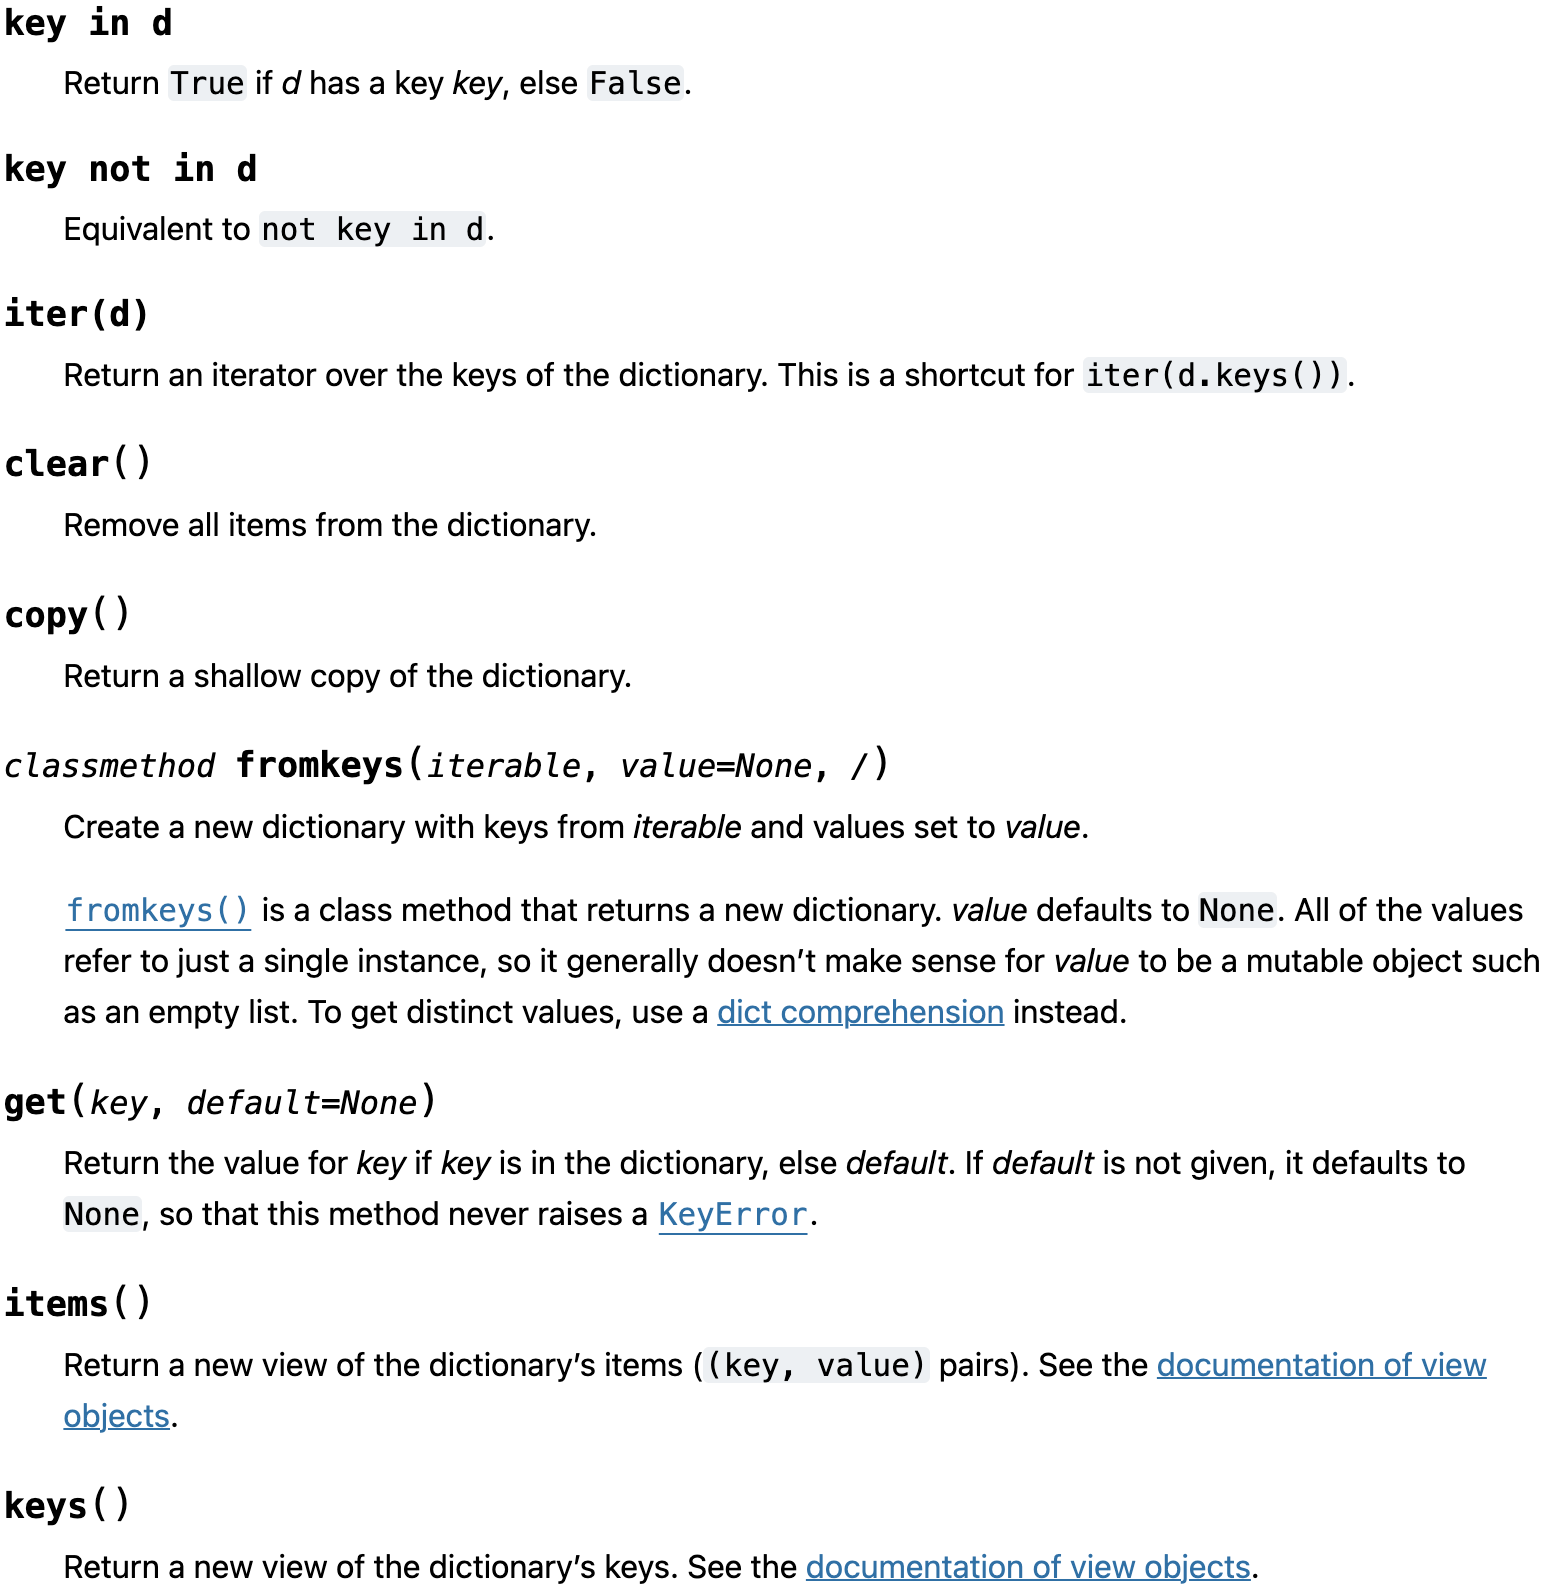 key in d
Return True if d has a key key, else False.
key not in d
Equivalent to not key in d.
iter(d)
Return an iterator over the keys of the dictionary. This is a shortcut for iter(d.keys()).
clear()
Remove all items from the dictionary.
copy()
Return a shallow copy of the dictionary.
classmethod fromkeys(iterable, value=None, /)
Create a new dictionary with keys from iterable and values set to value.
fromkeys() is a class method that returns a new dictionary. value defaults to None. All of the values
refer to just a single instance, so it generally doesn’t make sense for value to be a mutable object such
as an empty list. To get distinct values, use a dict comprehension instead.
get(key, default=None)
Return the value for key if key is in the dictionary, else default. If default is not given, it defaults to
None, so that this method never raises a KeyError.
items()
Return a new view of the dictionary’s items ((key, value) pairs). See the documentation of view
objects.
keys()
Return a new view of the dictionary’s keys. See the documentation of view objects.